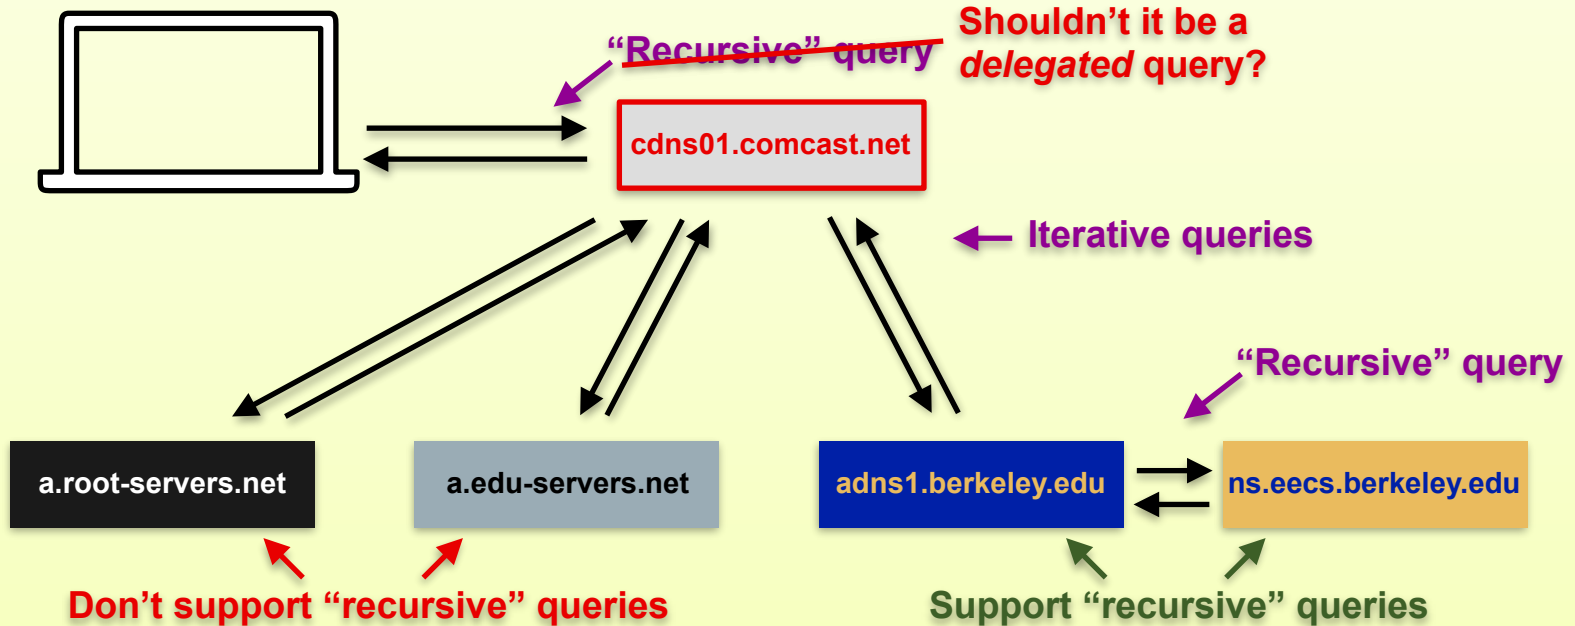 “Recursive” query
Shouldn’t it be a
delegated query?
cdns01.comcast.net
Iterative queries
“Recursive” query
a.root-servers.net
a.edu-servers.net
adns1.berkeley.edu
ns.eecs.berkeley.edu
Don’t support “recursive” queries
Support “recursive” queries